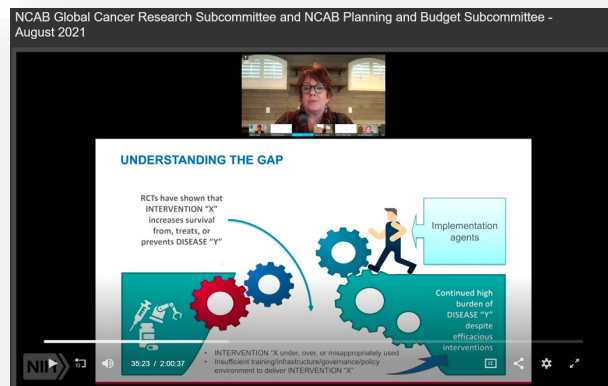 NCAB Global Cancer Research Subcommittee and NCAB Planning and Budget Subcommittee -
August 2021
UNDERSTANDING THE GAP
RCTs have shown that
INTERVENTION "X"
increases survival
from, treats, or
prevents DISEASE "Y"
Implementation
agents
Continued high
burden of
DISEASE "Y"
despite
efficacious
interventions
• INTERVENTION "X under, over, or misappropriately used
• Insufficient training/infrastructure/governance/policy
environment to deliver INTERVENTION "X"
NIH
10
35:23 / 2:00:37
CC